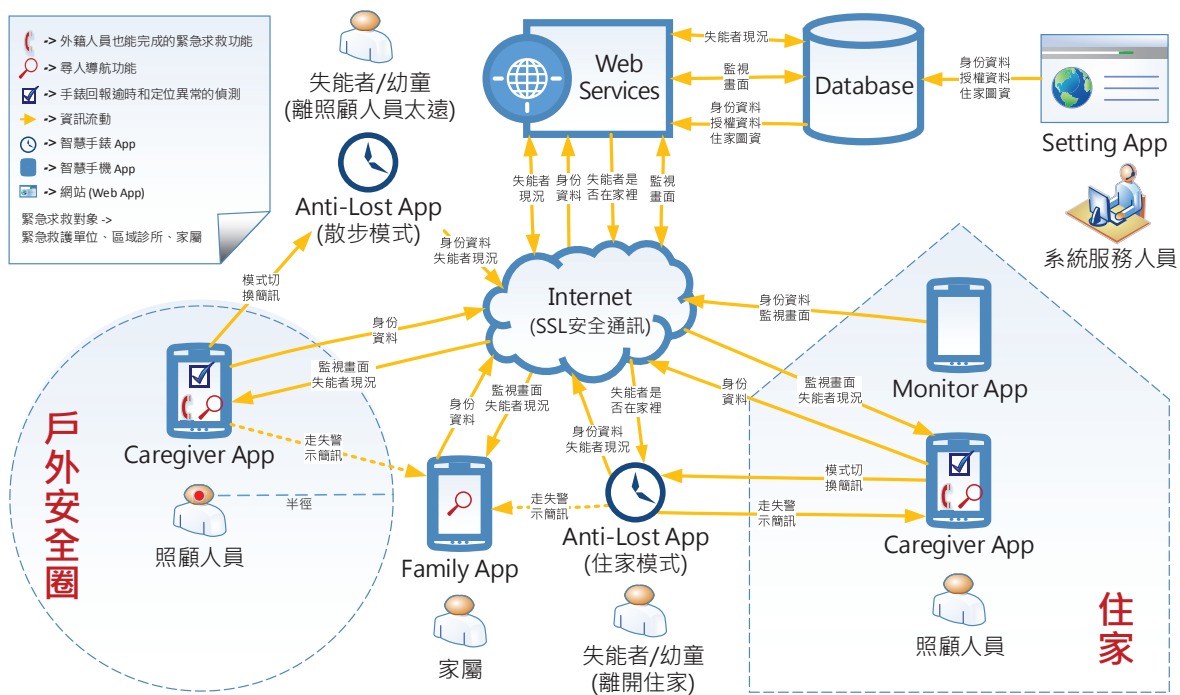 -> 外籍人員也能完成的緊急求救功能
-> 尋人導航功能
-> 手錶回報逾時和定位異常的偵測
-> 資訊流動
-> 智慧手錶 App
-> 智慧手機 App
-> 網站 (Web App)
緊急求救對象 ->
緊急救護單位、區域診所、家屬
失能者/幼童
(離照顧人員太遠)
Anti-Lost App
(散步模式)
Web
Services
失能者現況
監視
畫面
身份資料
授權資料
住家圖資
Database
身份資料
授權資料
住家圖資
Setting App
系統服務人員
失能者
現況
身份
資料
失能者是
否在家裡
監視
畫面
模式切
換簡訊
身份資料
失能者現況
Internet
(SSL安全通訊)
身份
資料
監視畫面
失能者現況
身份資料
監視畫面
Monitor App
戶外安全圈
Caregiver App
照顧人員
半徑
走失警
示簡訊
身份
資料
監視畫面
失能者現況
Family App
家屬
身份資料
失能者現況
失能者是
否在家裡
走失警
示簡訊
Anti-Lost App
(住家模式)
失能者/幼童
(離開住家)
身份
資料
監視畫面
失能者現況
模式切
換簡訊
走失警
示簡訊
Caregiver App
照顧人員
住家